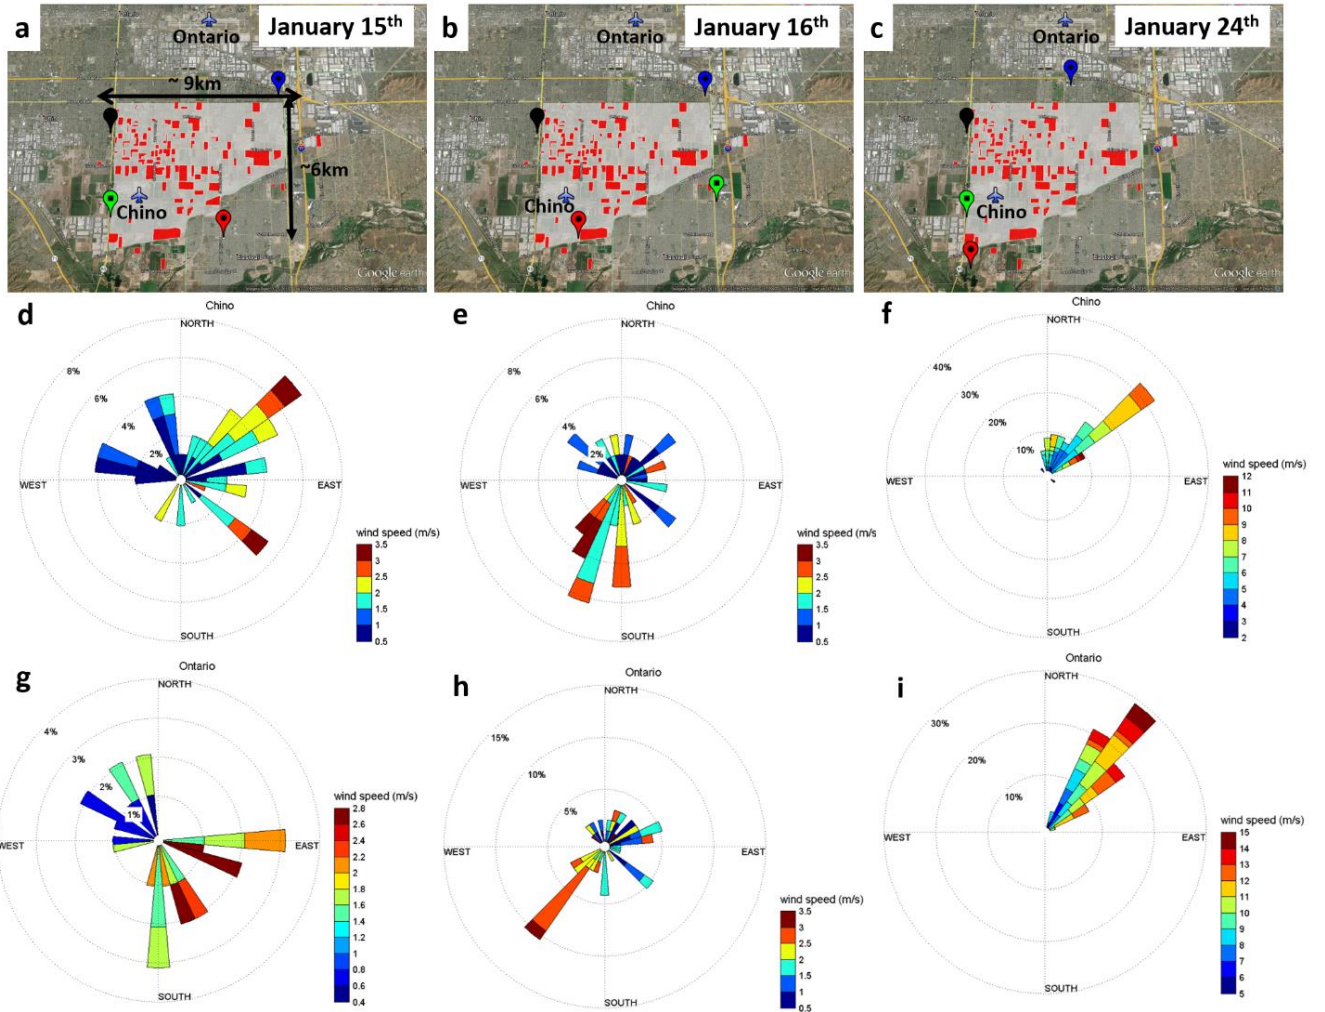 a
January 15th
Ontario
~ 9km
~6km
Chino
Google earth
b
January 16th
Ontario
Chino
Google earth
c
January 24th
Ontario
Chino
Google earth
d
Chino
NORTH
8%
6%
4%
2%
WEST
EAST
SOUTH
wind speed (m/s)
3.5
3
2.5
2
1.5
1
0.5
e
Chino
NORTH
8%
6%
4%
2%
WEST
EAST
SOUTH
wind speed (m/s
3.5
3
2.5
2
1.5
1
0.5
f
Chino
NORTH
40%
30%
20%
10%
WEST
EAST
SOUTH
wind speed (m/s)
12
11
10
9
8
7
6
5
4
3
2
g
Ontario
NORTH
4%
3%
2%
1%
WEST
EAST
SOUTH
wind speed (m/s)
2.8
2.6
2.4
2.2
2
1.8
1.6
1.4
1.2
1
0.8
0.6
0.4
h
Ontario
NORTH
15%
10%
5%
WEST
EAST
SOUTH
wind speed (m/s)
3.5
3
2.5
2
1.5
1
0.5
i
Ontario
NORTH
30%
20%
10%
WEST
EAST
SOUTH
wind speed (m/s)
15
14
13
12
11
10
9
8
7
6
5